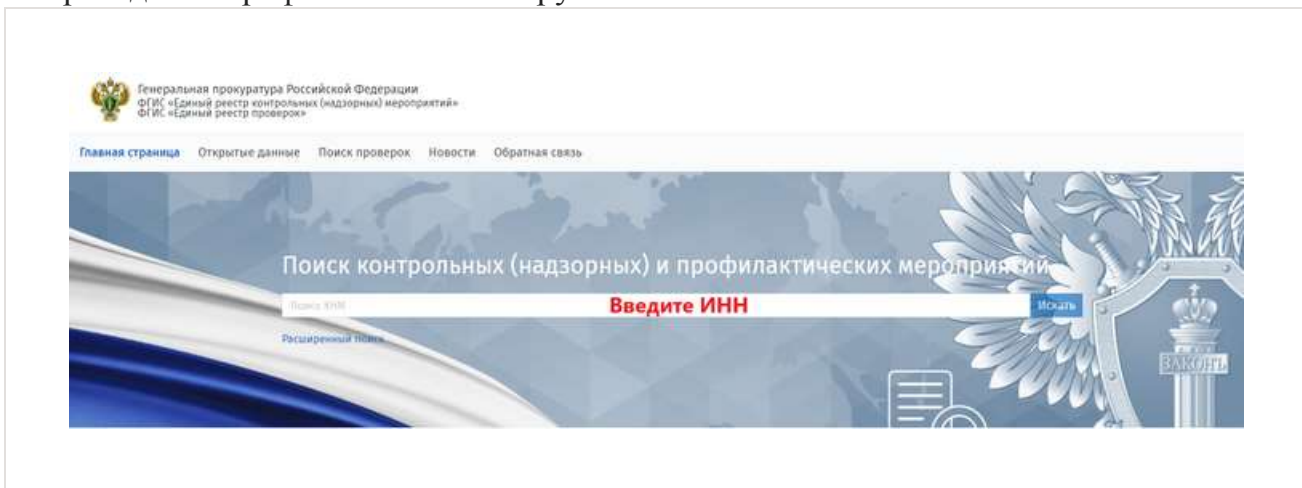 Генеральная прокуратура Российской Федерации
ФГИС «Единый реестр контрольных (надзорных) мероприятий»
ФГИС «Единый реестр проверок»
Главная страница Открытые данные Поиск проверок Новости Обратная связь
Поиск контрольных (надзорных) и профилактических мероприятий
Поиск КНМ Введите ИНН Искать
Расширенный поиск
ЗАКОНЪ